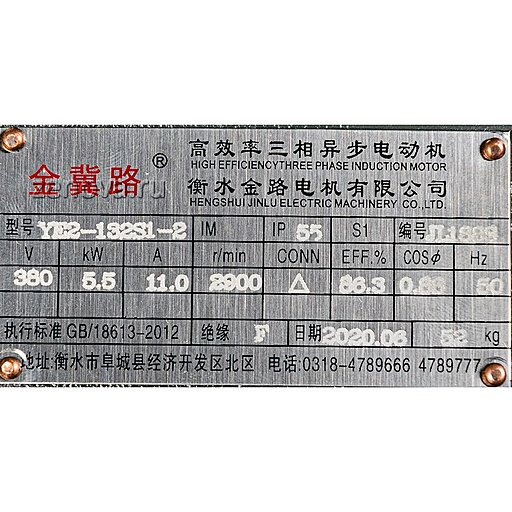 高效率三相异步电动机
HIGH EFFICIENCYTHREE PHASE INDUCTION MOTOR
金冀路®
衡水金路电机有限公司
HENGSHUI JINLU ELECTRIC MACHINERY CO.,LTD.
型号 YE2-132S1-2 IM IP 55 S1 编号
V kW A r/min CONN EFF.% COSΦ Hz
380 5.5 11.0 2900 △ 86.3 50
执行标准 GB/18613-2012 绝缘 F 日期 2020.06 52 kg
地址:衡水市阜城县经济开发区北区 电话:0318-4789666 4789777